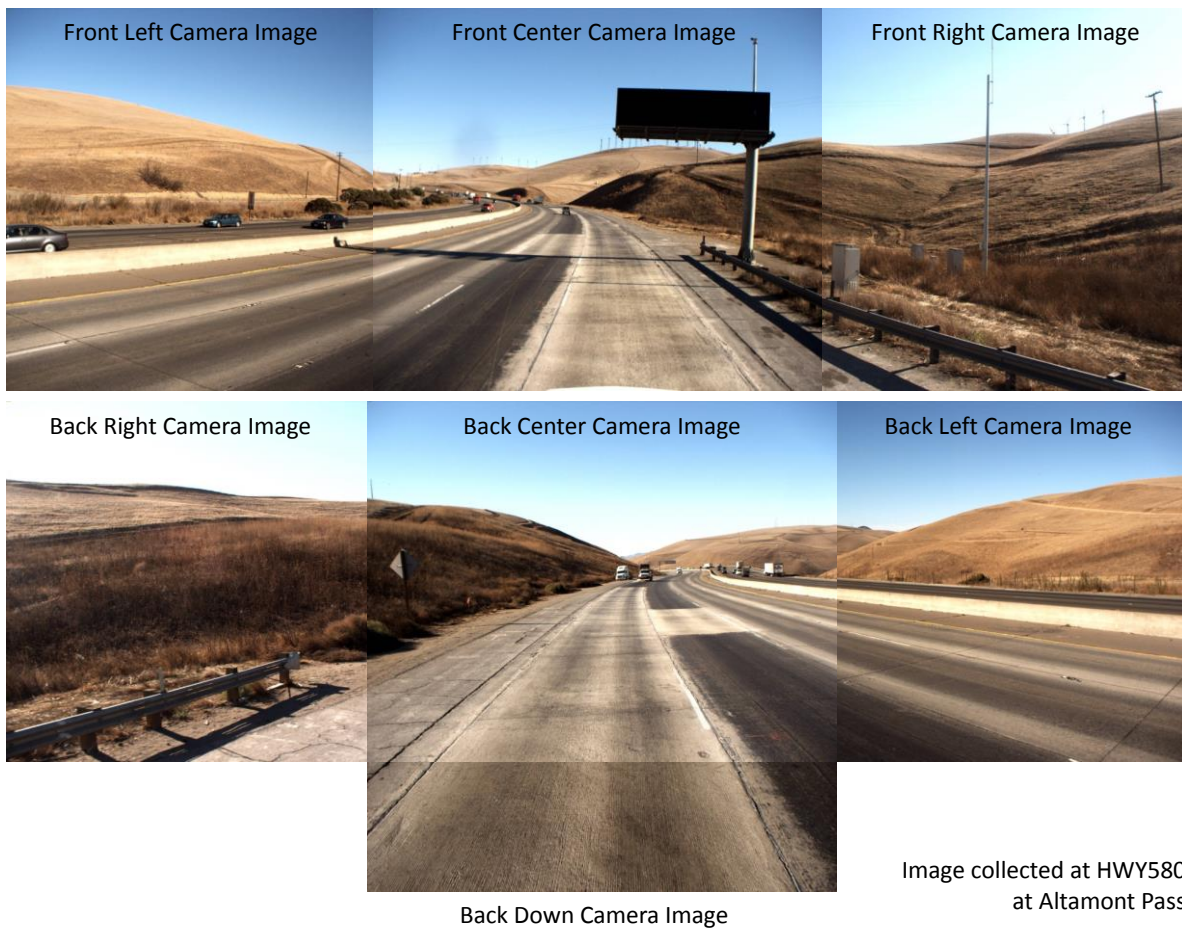 Front Left Camera Image
Front Center Camera Image
Front Right Camera Image
Back Right Camera Image
Back Center Camera Image
Back Left Camera Image
Image collected at HWY580
at Altamont Pass
Back Down Camera Image